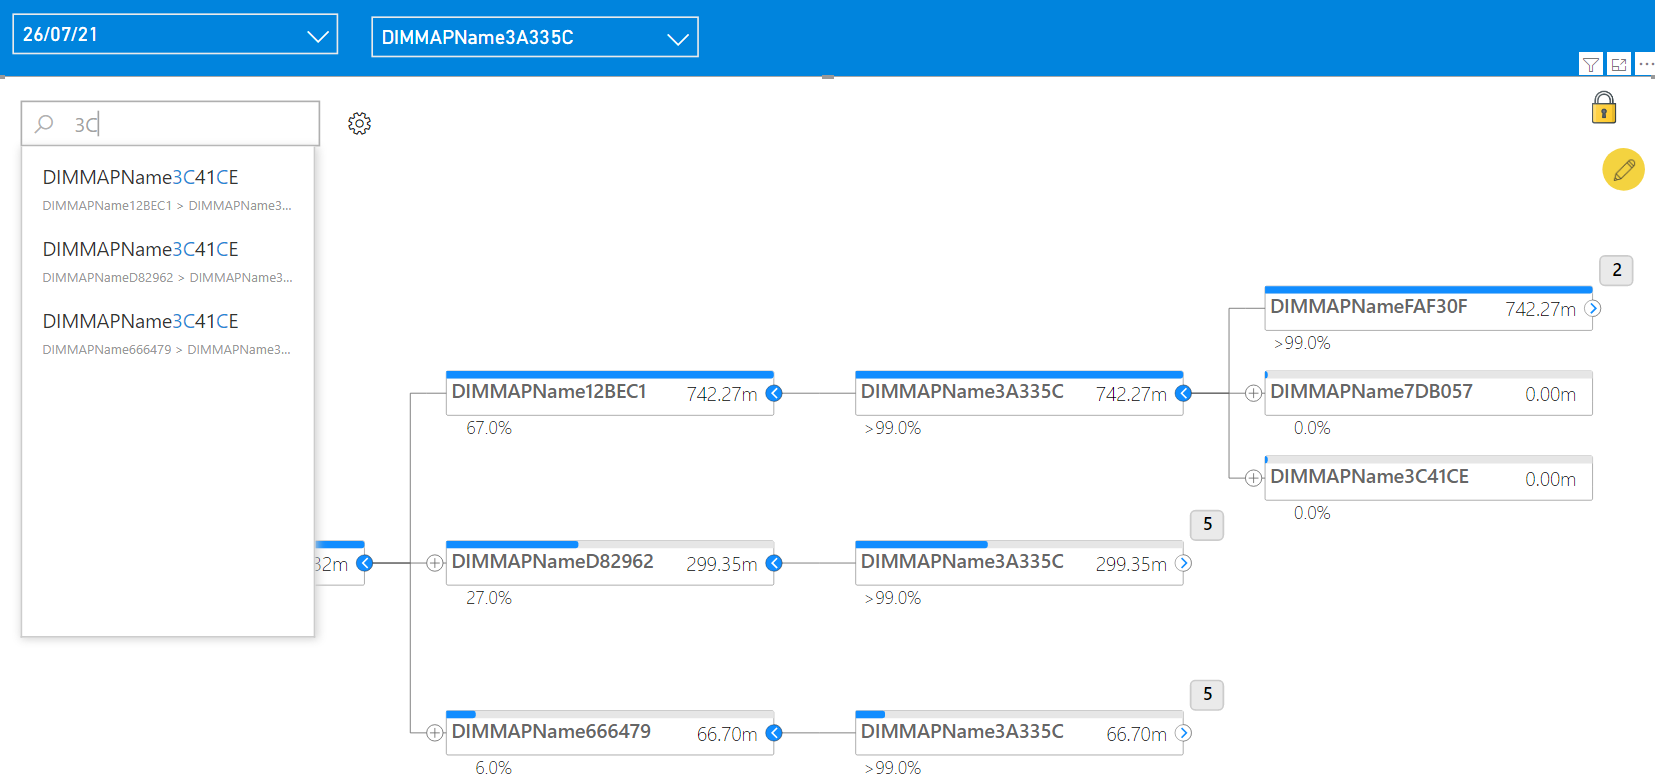 26/07/21
DIMMAPName3A335C
3C
DIMMAPName3C41CE
DIMMAPName12BEC1 > DIMMAPName3...
DIMMAPName3C41CE
DIMMAPNameD82962 > DIMMAPName3...
DIMMAPName3C41CE
DIMMAPName666479 > DIMMAPName3...
2
DIMMAPNameFAF30F 742.27m
>99.0%
DIMMAPName12BEC1 742.27m
67.0%
DIMMAPName3A335C 742.27m
>99.0%
DIMMAPName7DB057 0.00m
0.0%
DIMMAPName3C41CE 0.00m
0.0%
5
32m
DIMMAPNameD82962 299.35m
27.0%
DIMMAPName3A335C 299.35m
>99.0%
5
DIMMAPName666479 66.70m
6.0%
DIMMAPName3A335C 66.70m
>99.0%